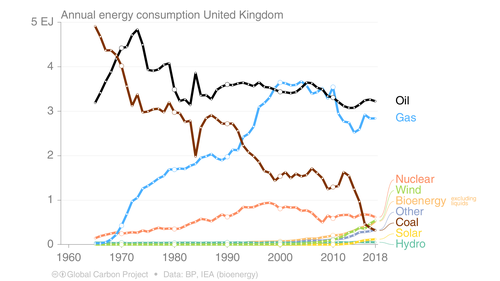 Annual energy consumption United Kingdom
5 EJ
4
3
2
1
0
1960
1970
1980
1990
2000
2010
2018
Oil
Gas
Nuclear
Wind
Bioenergy excluding liquids
Other
Coal
Solar
Hydro
Global Carbon Project • Data: BP, IEA (bioenergy)